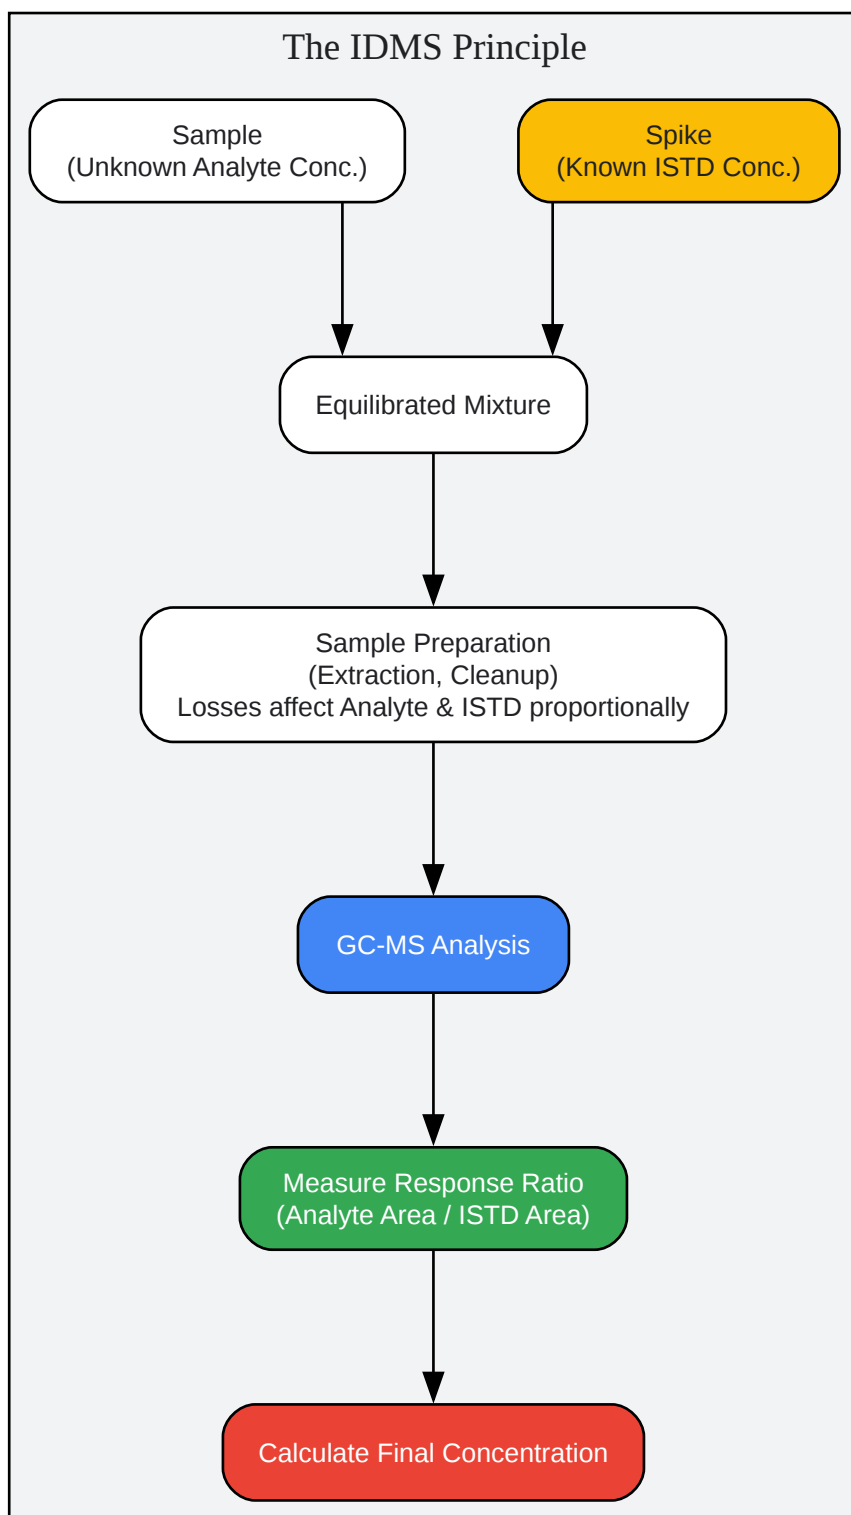 The IDMS Principle
Sample
(Unknown Analyte Conc.)
Spike
(Known ISTD Conc.)
Equilibrated Mixture
Sample Preparation
(Extraction, Cleanup)
Losses affect Analyte & ISTD proportionally
GC-MS Analysis
Measure Response Ratio
(Analyte Area / ISTD Area)
Calculate Final Concentration